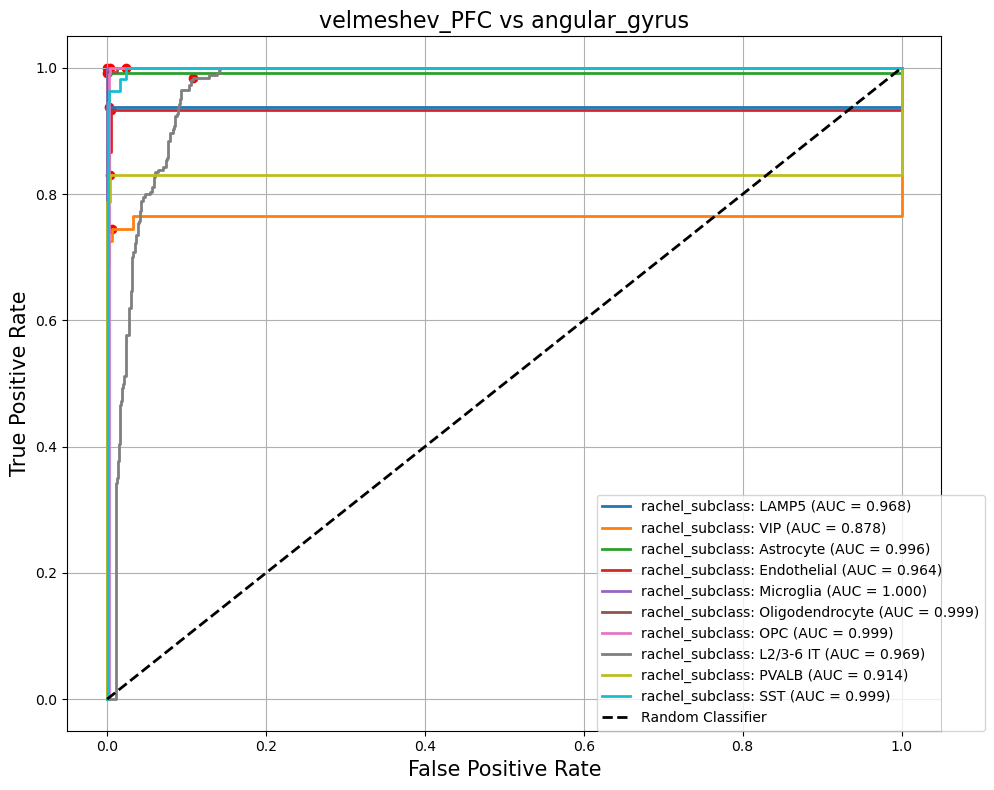 velmeshev_PFC vs angular_gyrus
True Positive Rate
1.0
0.8
0.6
0.4
0.2
0.0
rachel_subclass: LAMP5 (AUC = 0.968)
rachel_subclass: VIP (AUC = 0.878)
rachel_subclass: Astrocyte (AUC = 0.996)
rachel_subclass: Endothelial (AUC = 0.964)
rachel_subclass: Microglia (AUC = 1.000)
rachel_subclass: Oligodendrocyte (AUC = 0.999)
rachel_subclass: OPC (AUC = 0.999)
rachel_subclass: L2/3-6 IT (AUC = 0.969)
rachel_subclass: PVALB (AUC = 0.914)
rachel_subclass: SST (AUC = 0.999)
Random Classifier
0.0 0.2 0.4 0.6 0.8 1.0
False Positive Rate